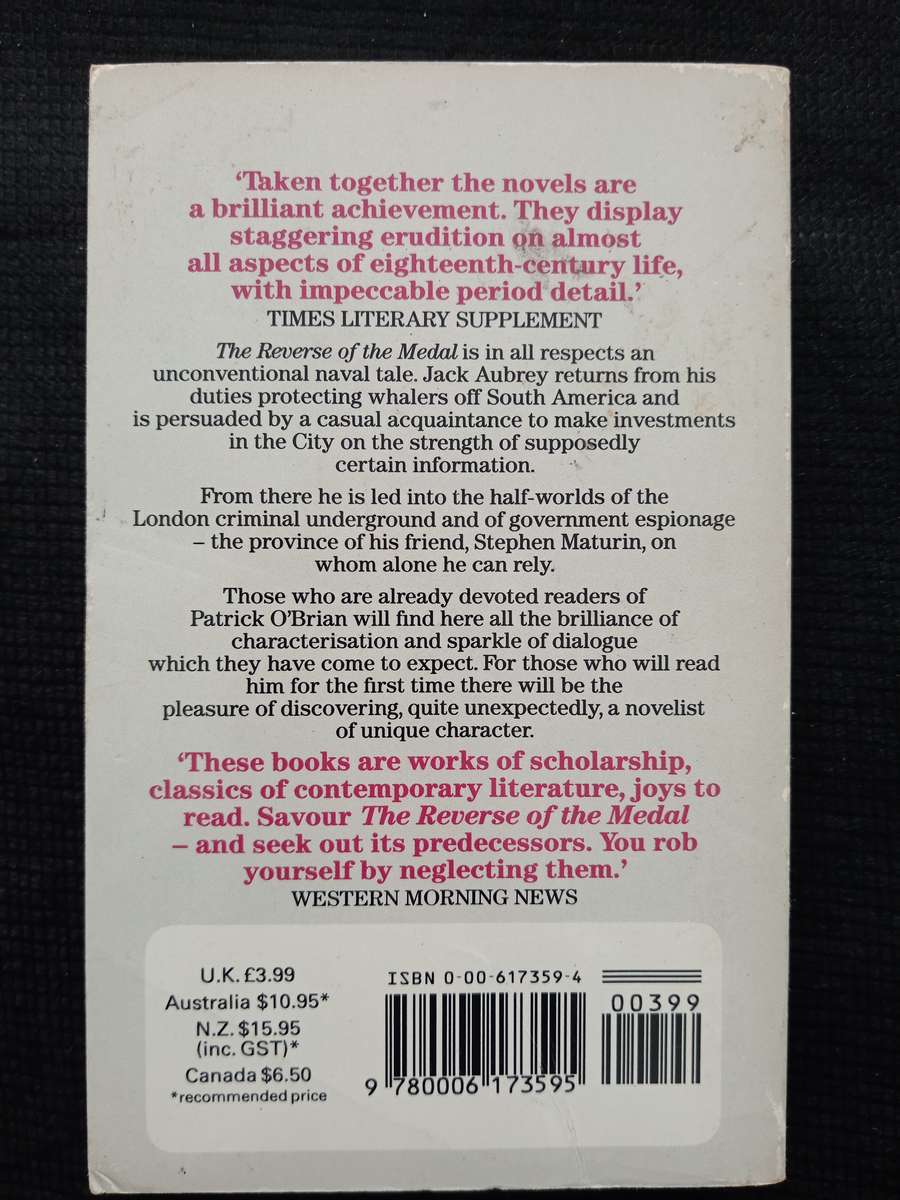 ‘Taken together the novels are
a brilliant achievement. They display
staggering erudition on almost
all aspects of eighteenth-century life,
with impeccable period detail.’
TIMES LITERARY SUPPLEMENT
The Reverse of the Medal is in all respects an
unconventional naval tale. Jack Aubrey returns from his
duties protecting whalers off South America and
is persuaded by a casual acquaintance to make investments
in the City on the strength of supposedly
certain information.
From there he is led into the half-worlds of the
London criminal underground and of government espionage
– the province of his friend, Stephen Maturin, on
whom alone he can rely.
Those who are already devoted readers of
Patrick O’Brian will find here all the brilliance of
characterisation and sparkle of dialogue
which they have come to expect. For those who will read
him for the first time there will be the
pleasure of discovering, quite unexpectedly, a novelist
of unique character.
‘These books are works of scholarship,
classics of contemporary literature, joys to
read. Savour The Reverse of the Medal
– and seek out its predecessors. You rob
yourself by neglecting them.’
WESTERN MORNING NEWS
U.K. £3.99
Australia $10.95*
N.Z. $15.95
(inc. GST)*
Canada $6.50
*recommended price
ISBN 0-00-617359-4
00399
9 780006 173595